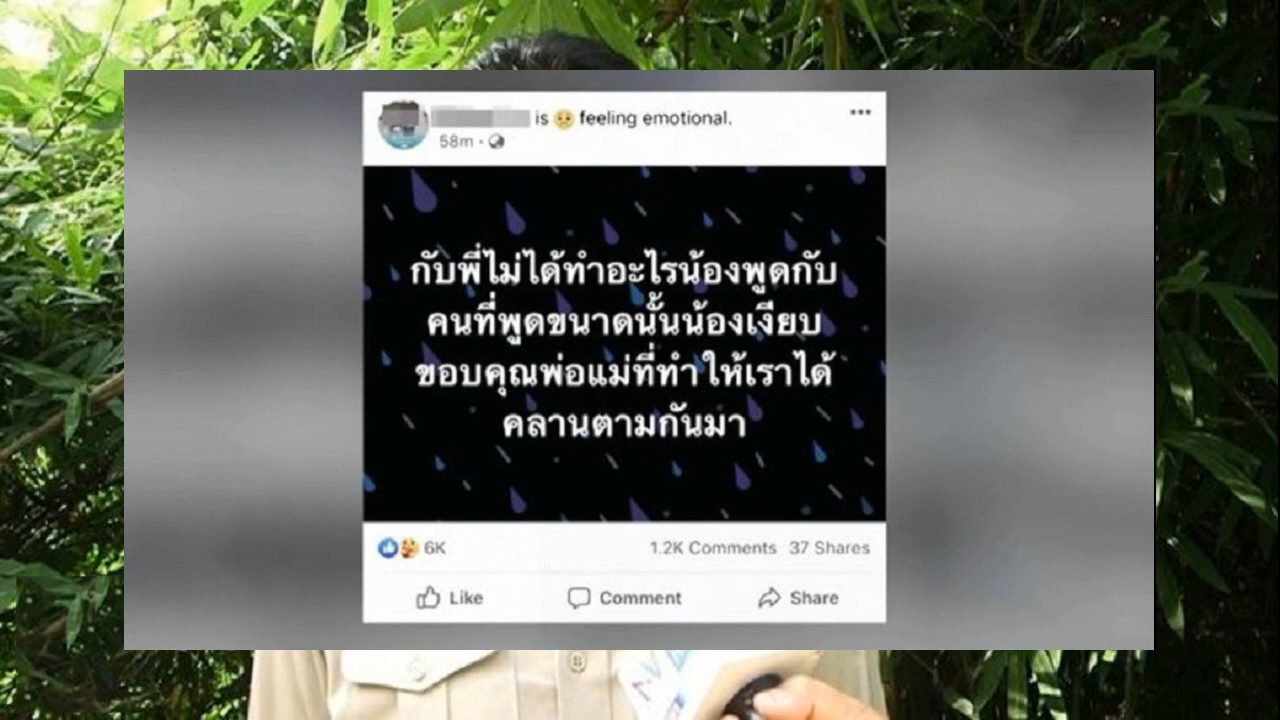 is feeling emotional.
58m
กับพี่ไม่ได้ทำอะไรน้องพูดกับ
คนที่พูดขนาดนั้นน้องเงียบ
ขอบคุณพ่อแม่ที่ทำให้เราได้
คลานตามกันมา
6K 1.2K Comments 37 Shares
Like Comment Share